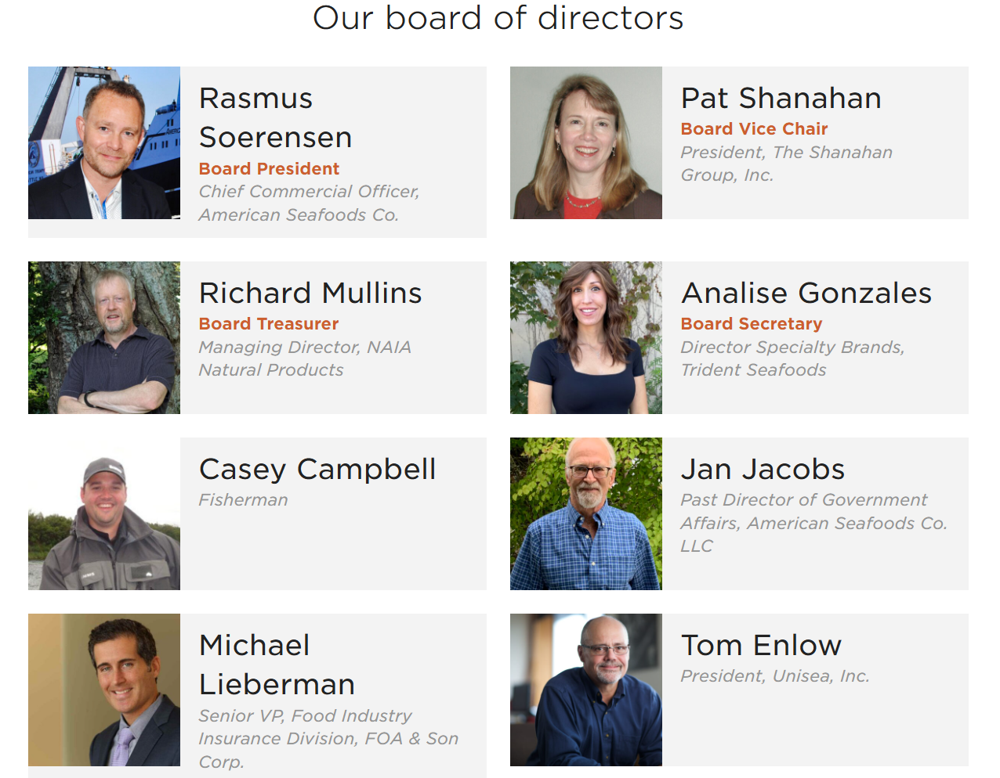 Our board of directors
Rasmus
Soerensen
Board President
Chief Commercial Officer,
American Seafoods Co.
Pat Shanahan
Board Vice Chair
President, The Shanahan
Group, Inc.
Richard Mullins
Board Treasurer
Managing Director, NAIA
Natural Products
Analise Gonzales
Board Secretary
Director Specialty Brands,
Trident Seafoods
Casey Campbell
Fisherman
Jan Jacobs
Past Director of Government
Affairs, American Seafoods Co.
LLC
Michael
Lieberman
Senior VP, Food Industry
Insurance Division, FOA & Son
Corp.
Tom Enlow
President, Unisea, Inc.